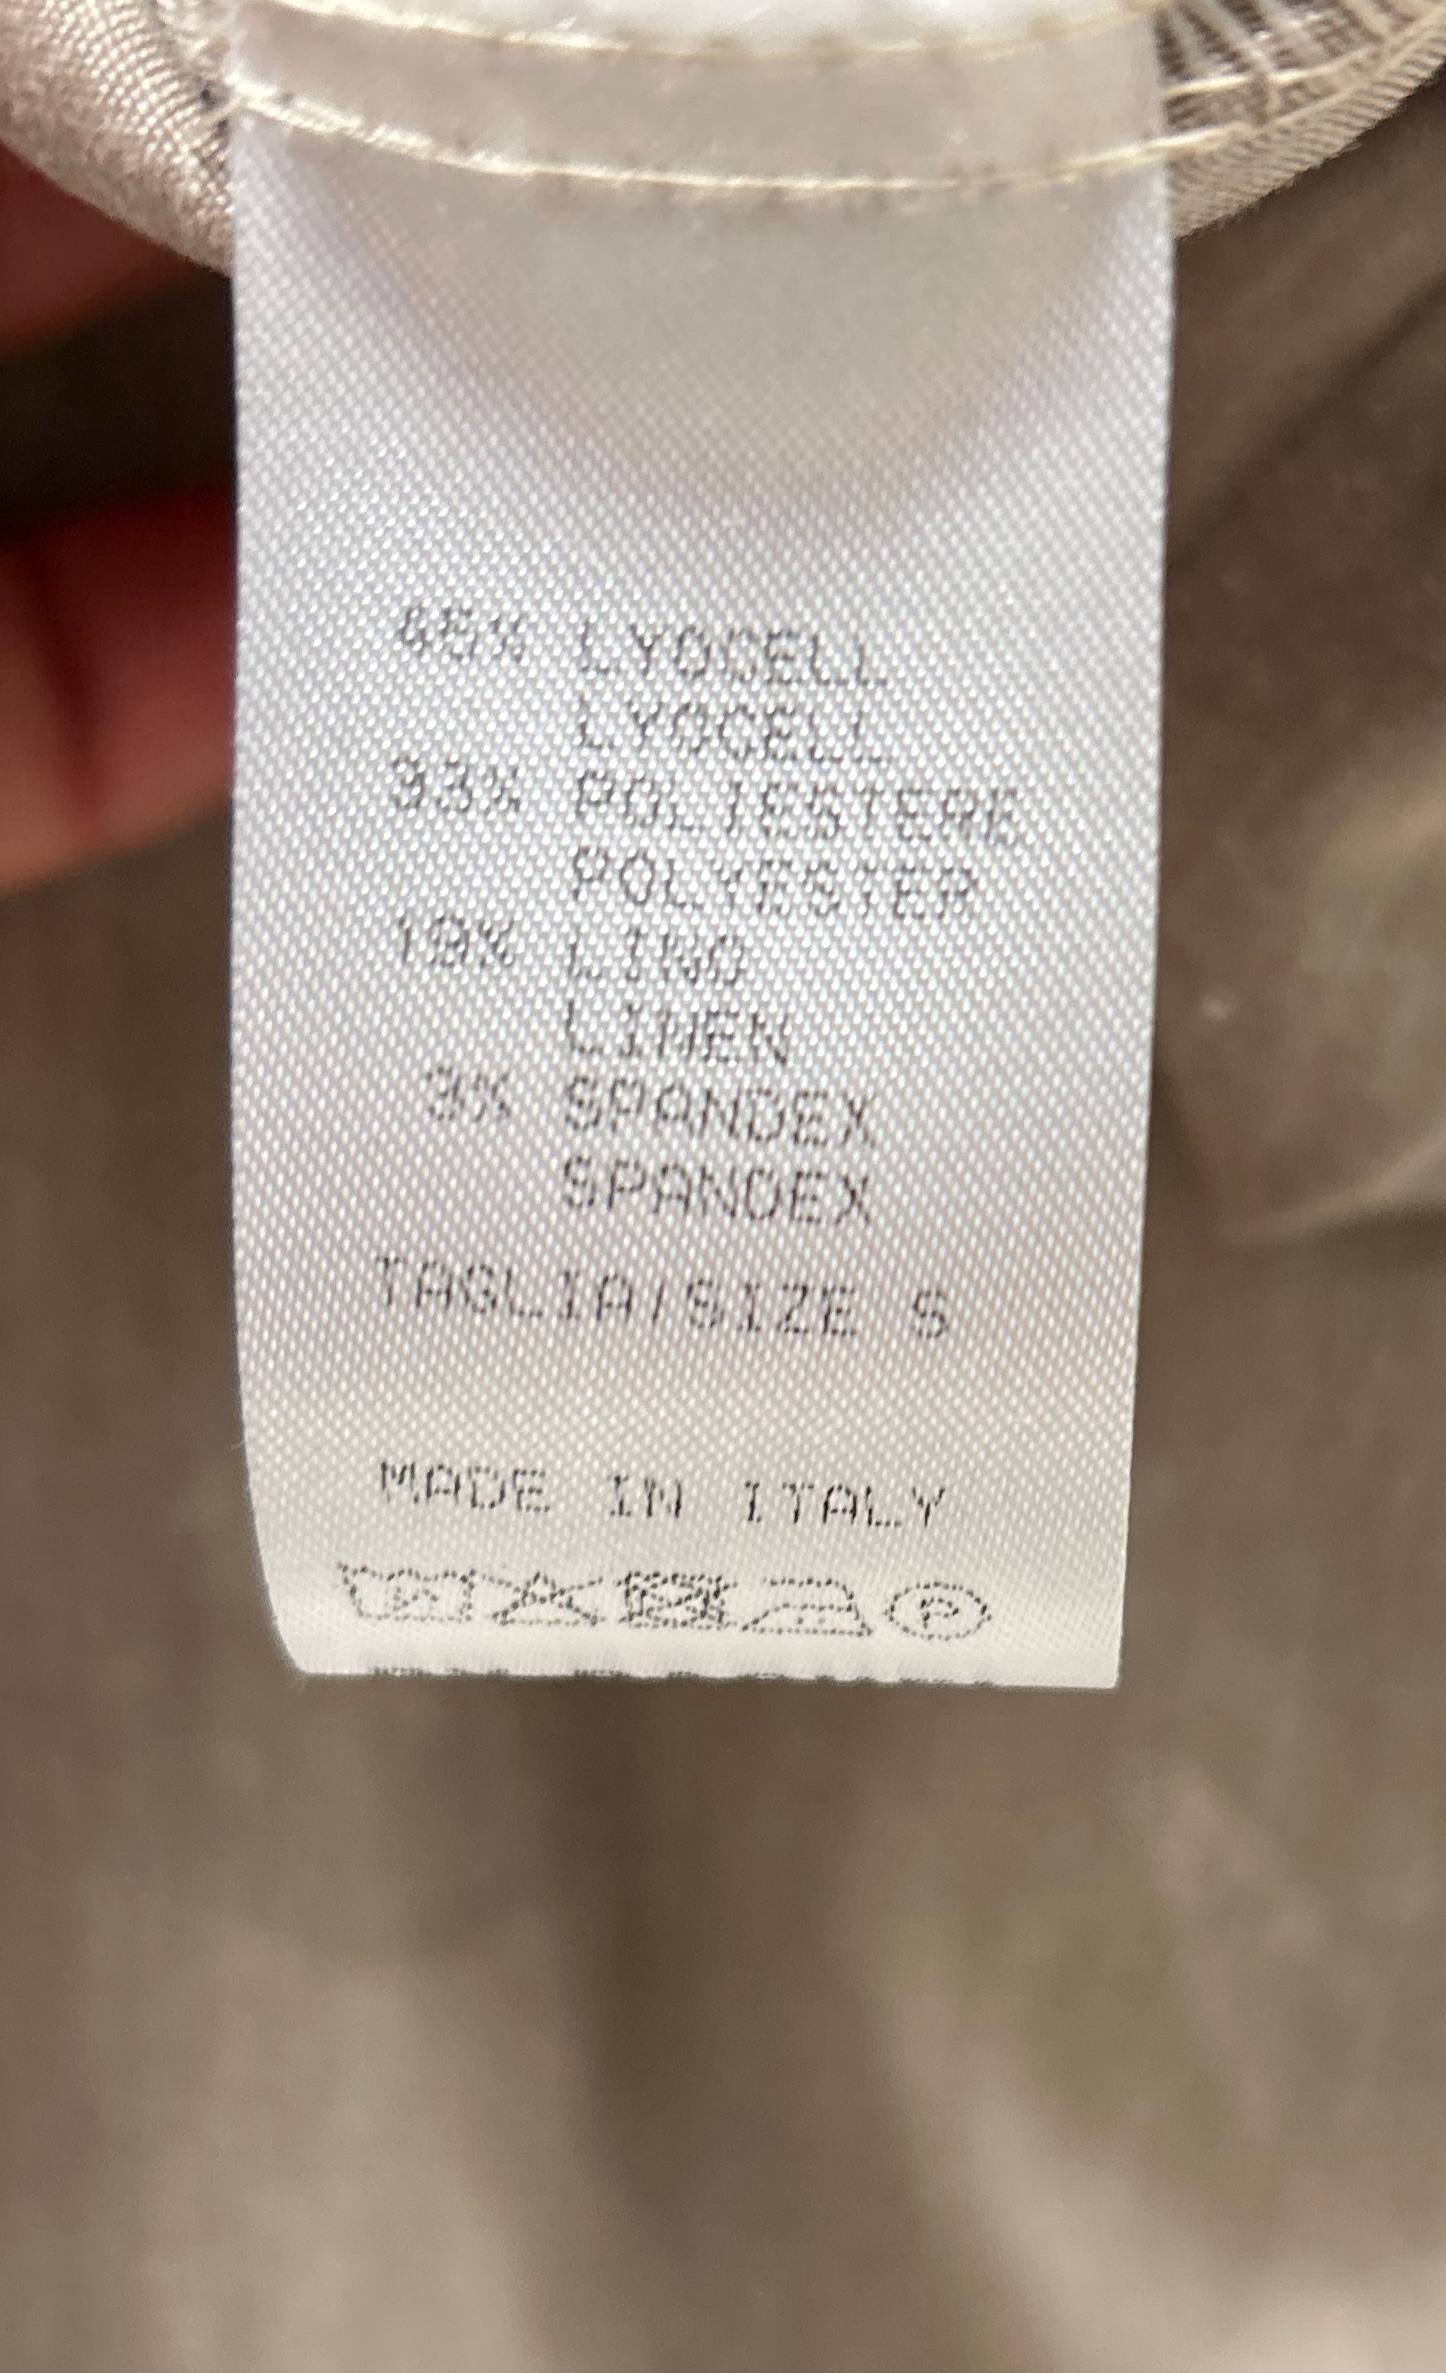 45% LYOCELL
LYOCELL
33% POLIESTERE
POLYESTER
19% LINO
LINEN
3% SPANDEX
SPANDEX
TAGLIA/SIZE S
MADE IN ITALY
P